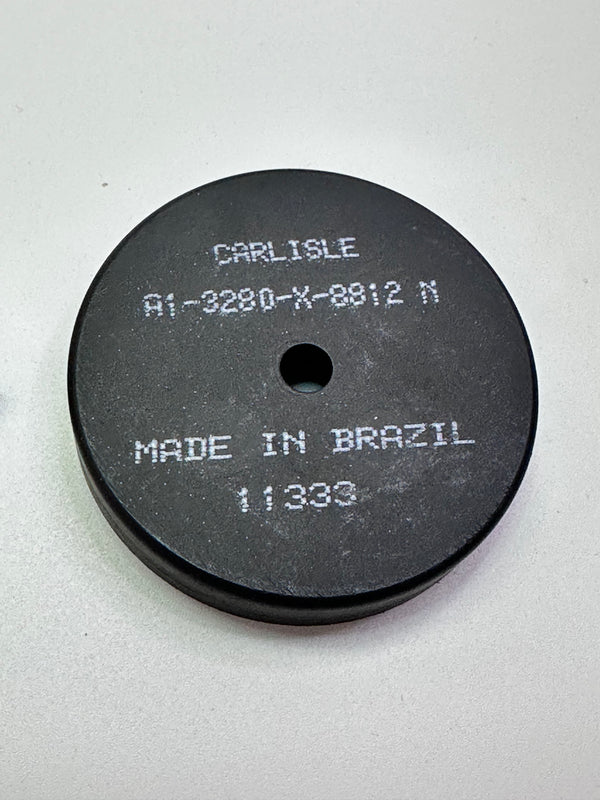 CARLISLE
A1-3280-X-8812 N
MADE IN BRAZIL
11333